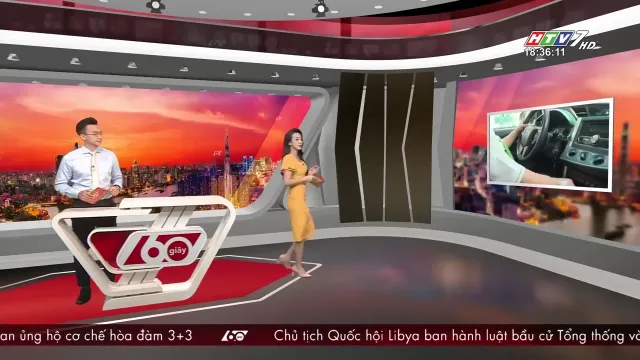 HTV7 HD
18:36:11
60 giây
an ủng hộ cơ chế hòa đàm 3+3
60
Chủ tịch Quốc hội Libya ban hành luật bầu cử Tổng thống và